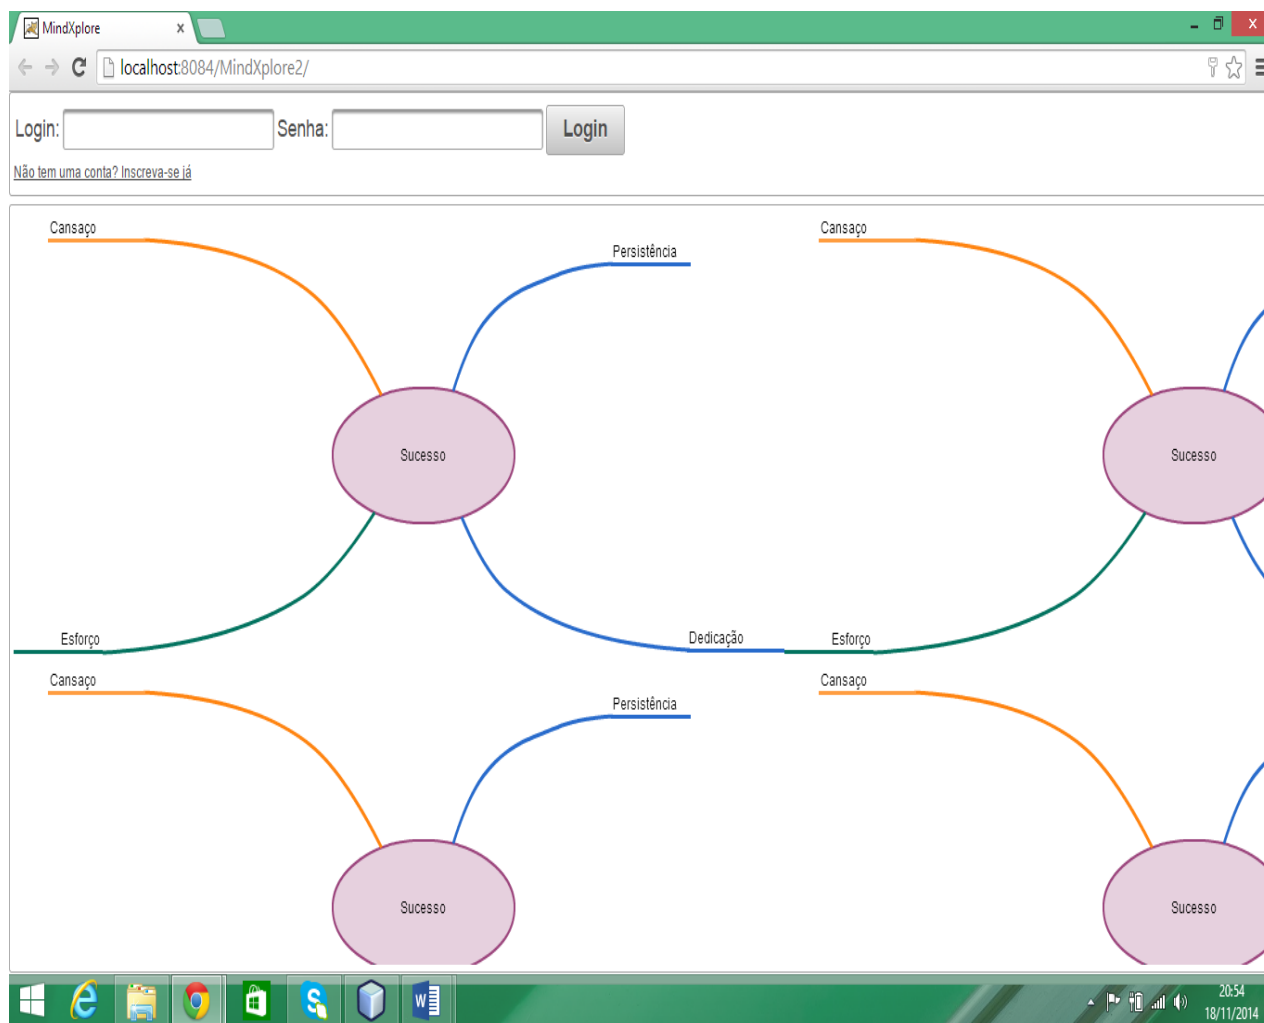 MindXplore
localhost:8084/MindXplore2/
Login: Senha: Login
Não tem uma conta? Inscreva-se já
Cansaço
Cansaço
Persistência
Sucesso
Sucesso
Esforço
Dedicação
Esforço
Cansaço
Cansaço
Persistência
Sucesso
Sucesso
20:54
18/11/2014